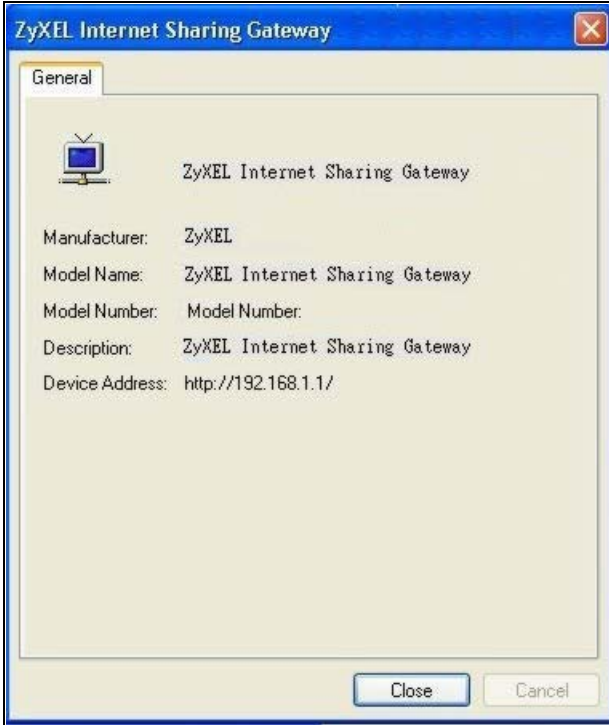 ZyXEL Internet Sharing Gateway
General
ZyXEL Internet Sharing Gateway
Manufacturer: ZyXEL
Model Name: ZyXEL Internet Sharing Gateway
Model Number: Model Number:
Description: ZyXEL Internet Sharing Gateway
Device Address: http://192.168.1.1/
Close Cancel